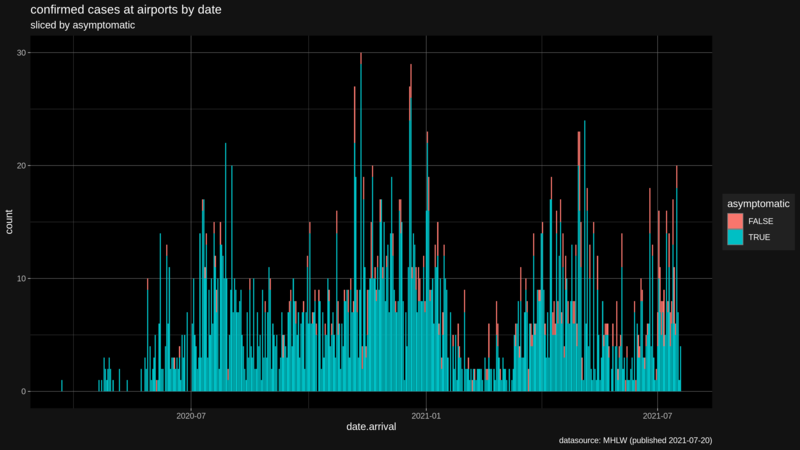 confirmed cases at airports by date
sliced by asymptomatic
30
20
10
0
count
2020-07
2021-01
2021-07
date.arrival
asymptomatic
FALSE
TRUE
datasource: MHLW (published 2021-07-20)